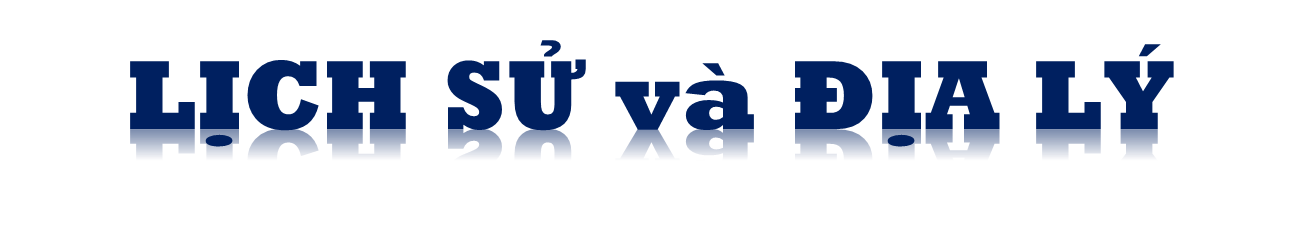 LỊCH SỬ và ĐỊA LÝ